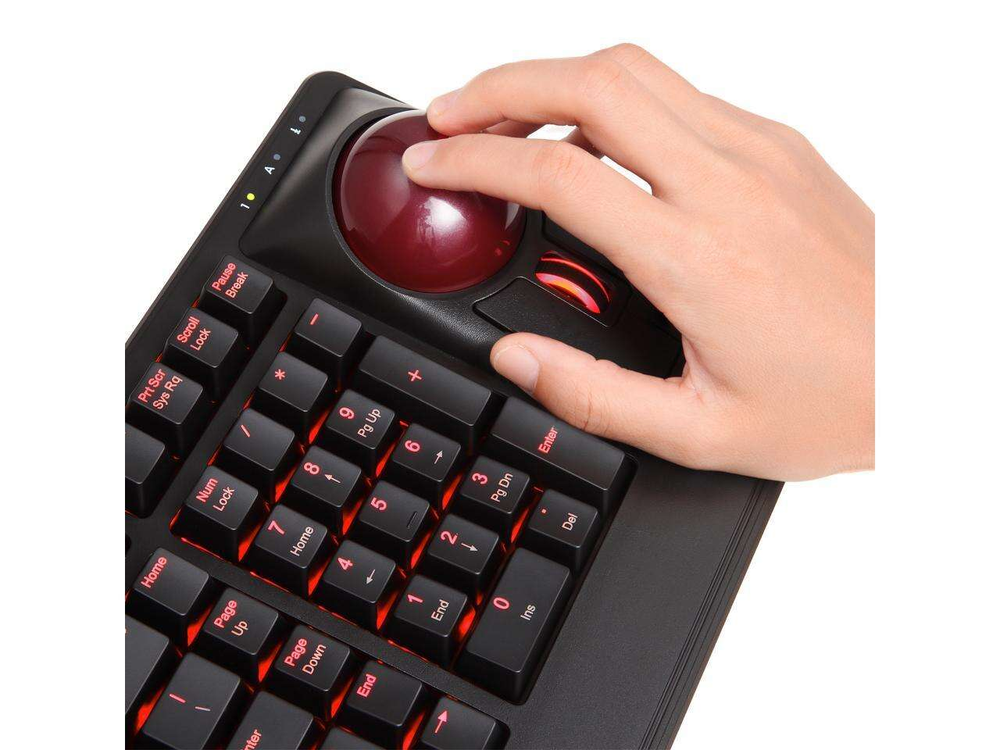 1
A
Pause
Break
Scroll
Lock
Prt Scr
Sys Rq
-
+
*
/
Num
Lock
9
Pg Up
6
→
3
Pg Dn
Enter
8
↑
5
2
↓
.
Del
7
Home
4
←
1
End
0
Ins
Home
Page
Up
Page
Down
End
→
|
\